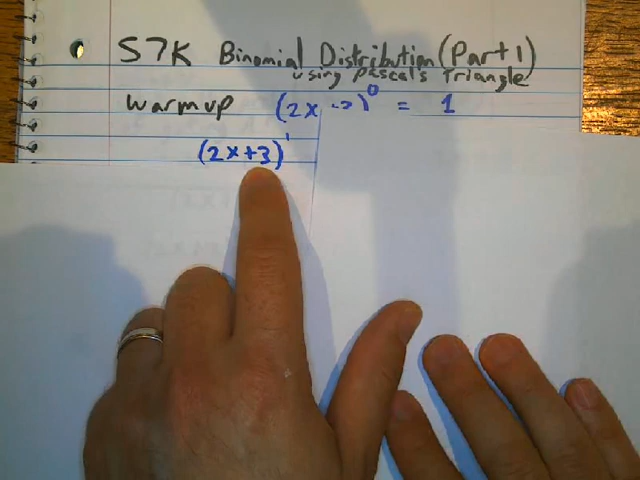 S7K Binomial Distribution (Part 1)
using Pascal's Triangle
warmup (2x )⁰ = 1
(2x+3)¹